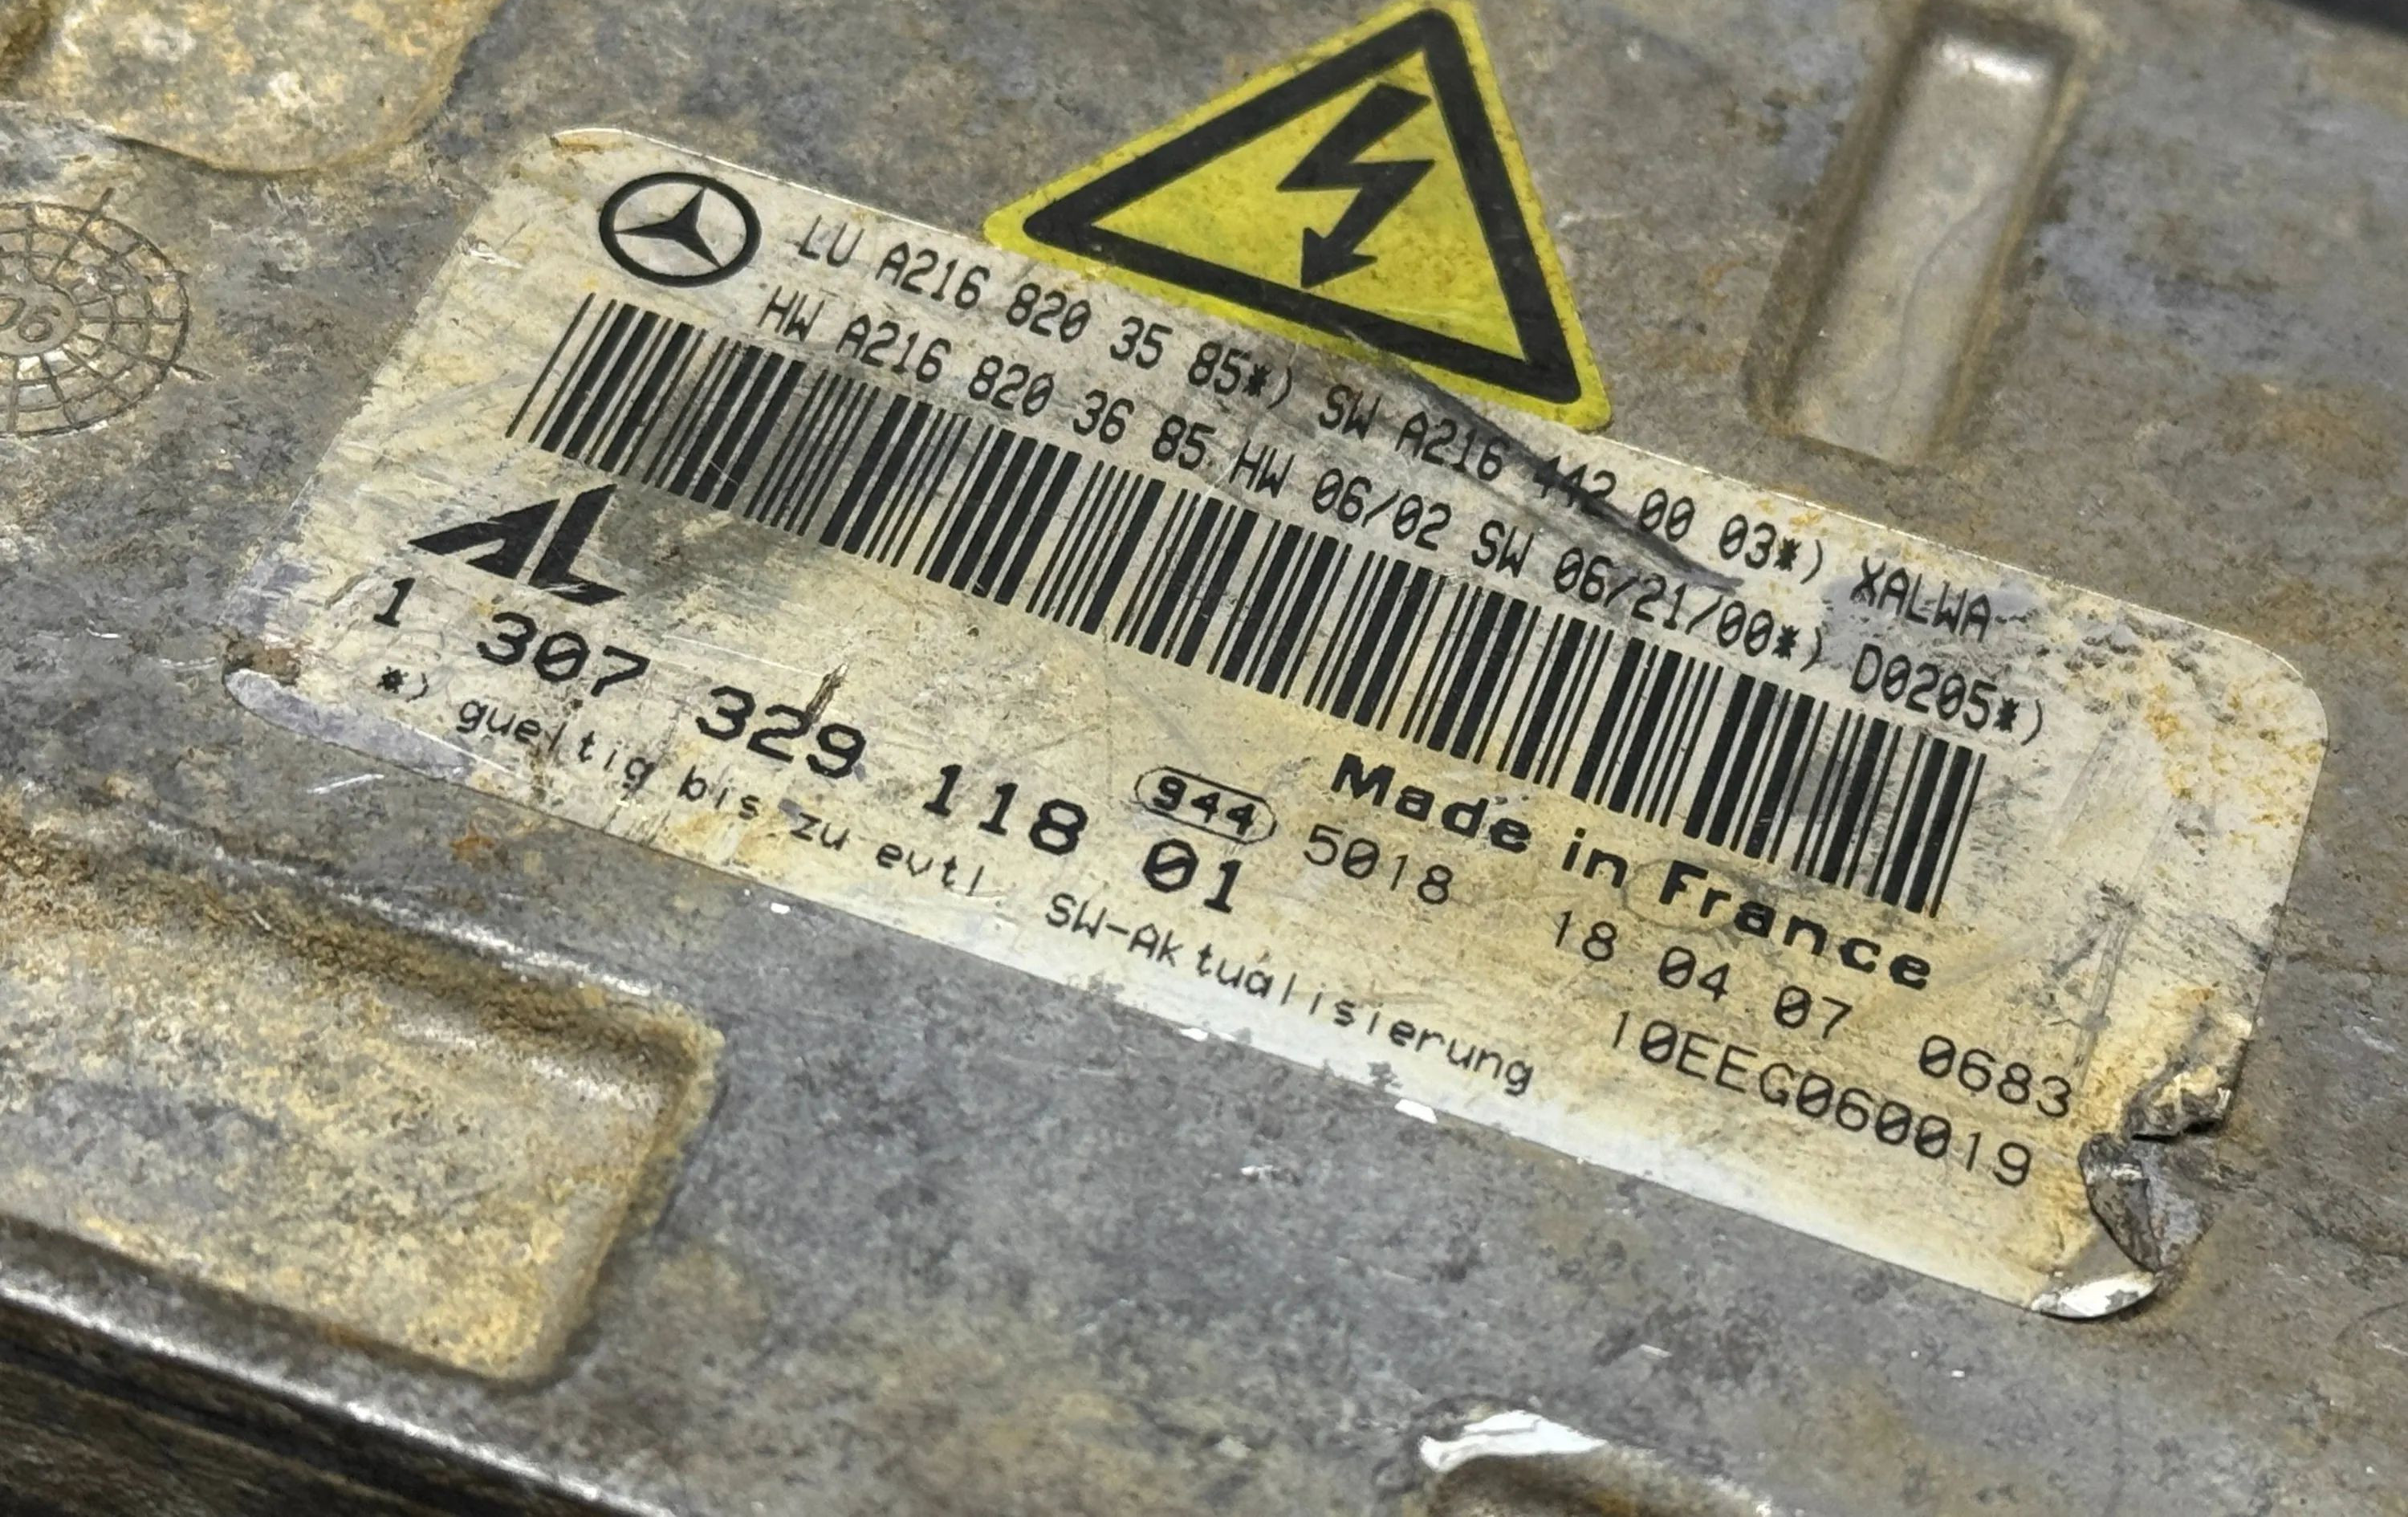 LU A216 820 35 85*) SW A216 442 00 03*) XALWA
HW A216 820 36 85 HW 06/02 SW 06/21/00*) D0205*)
AL
1 307 329 118 01
944 5018
Made in France
18 04 07 0683
10EEG060019
*) gueltig bis zu evtl. SW-Aktualisierung
06